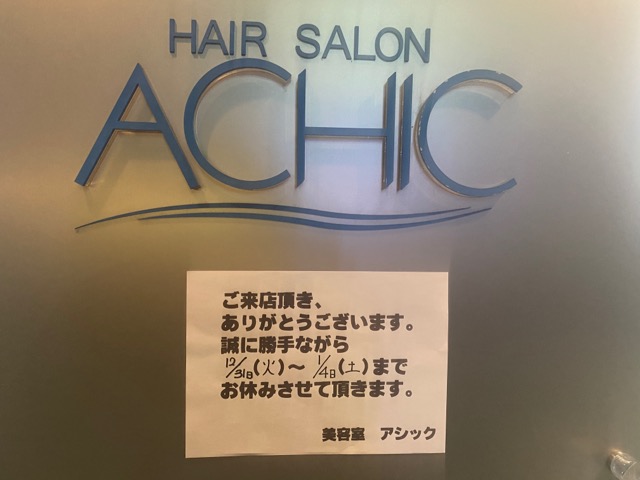 HAIR SALON
ACHIC
ご来店頂き、
ありがとうございます。
誠に勝手ながら
12/31日(火)～1/4日(土)まで
お休みさせて頂きます。
美容室 アシック